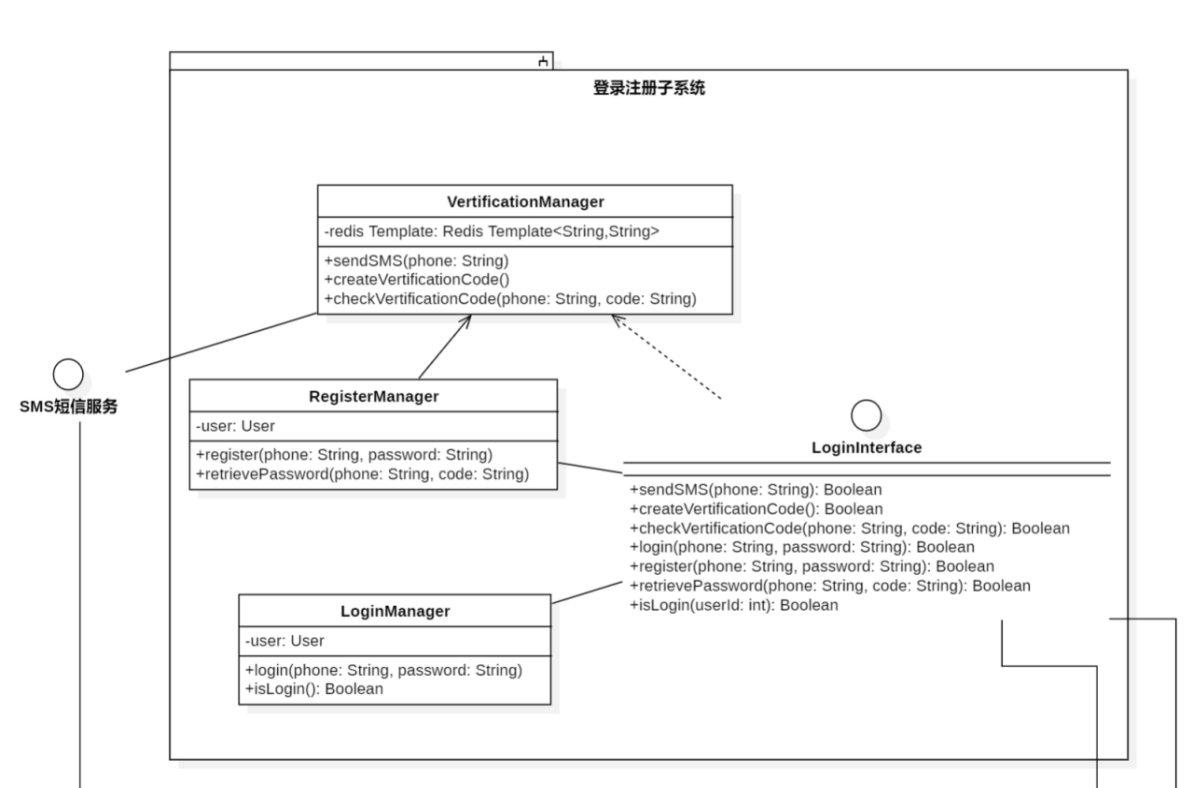 登录注册子系统
VertificationManager
-redis Template: Redis Template<String,String>
+sendSMS(phone: String)
+createVertificationCode()
+checkVertificationCode(phone: String, code: String)
SMS短信服务
RegisterManager
-user: User
+register(phone: String, password: String)
+retrievePassword(phone: String, code: String)
LoginInterface
+sendSMS(phone: String): Boolean
+createVertificationCode(): Boolean
+checkVertificationCode(phone: String, code: String): Boolean
+login(phone: String, password: String): Boolean
+register(phone: String, password: String): Boolean
+retrievePassword(phone: String, code: String): Boolean
+isLogin(userId: int): Boolean
LoginManager
-user: User
+login(phone: String, password: String)
+isLogin(): Boolean